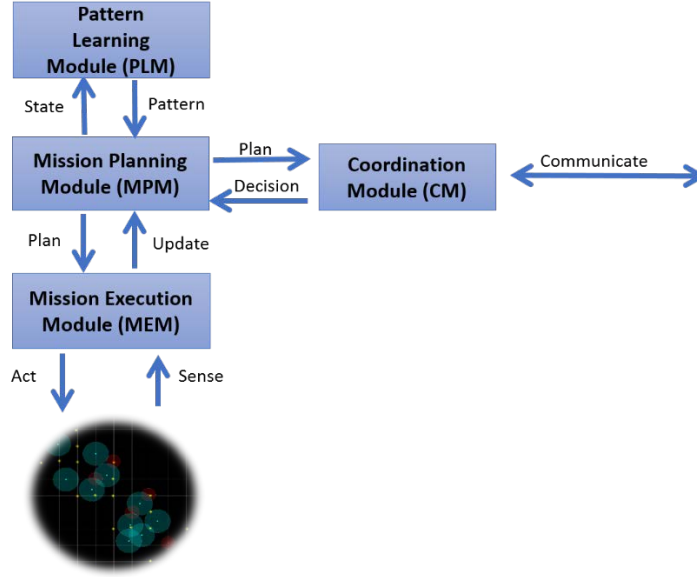 Pattern
Learning
Module (PLM)
State
Pattern
Mission Planning
Module (MPM)
Plan
Decision
Coordination
Module (CM)
Communicate
Plan
Update
Mission Execution
Module (MEM)
Act
Sense